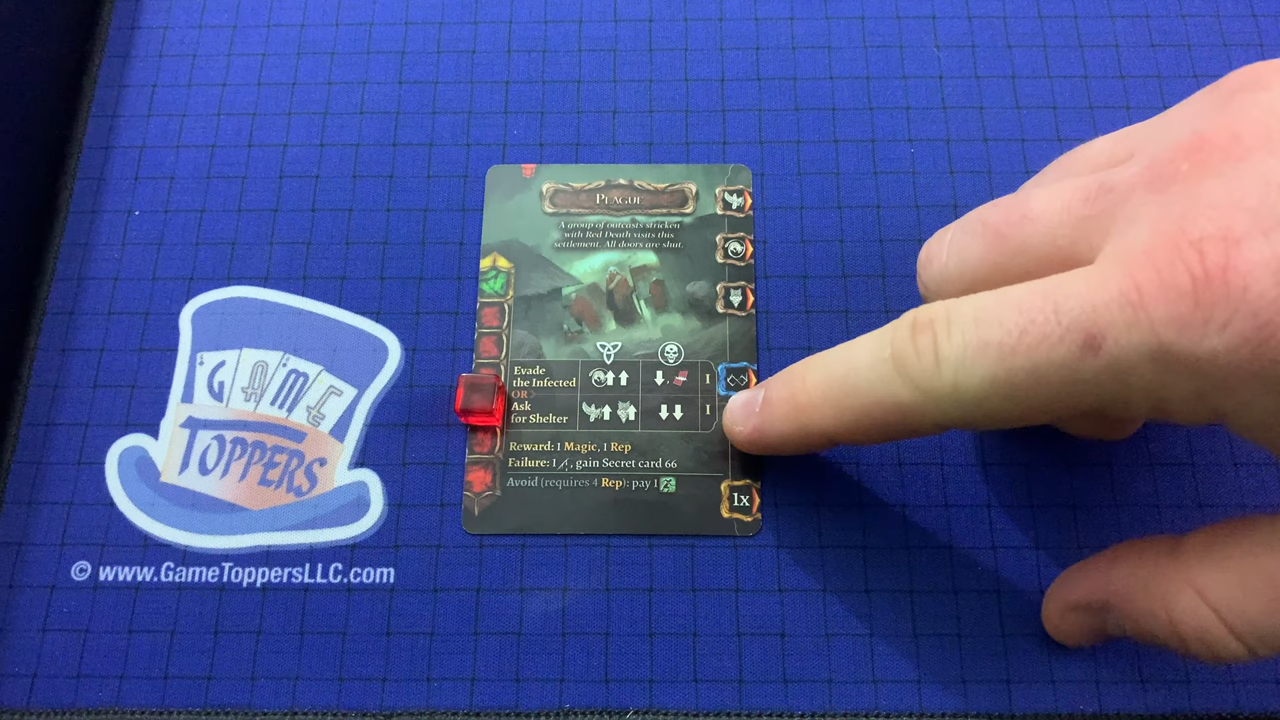 PLAGUE
A group of outcasts stricken
with Red Death visits this
settlement. All doors are shut.
Evade
the Infected
I
OR
Ask
for Shelter
I
Reward: 1 Magic, 1 Rep
Failure: 1, gain Secret card 66
Avoid (requires 4 Rep): pay 1
1x
GAME
TOPPERS
© www.GameToppersLLC.com